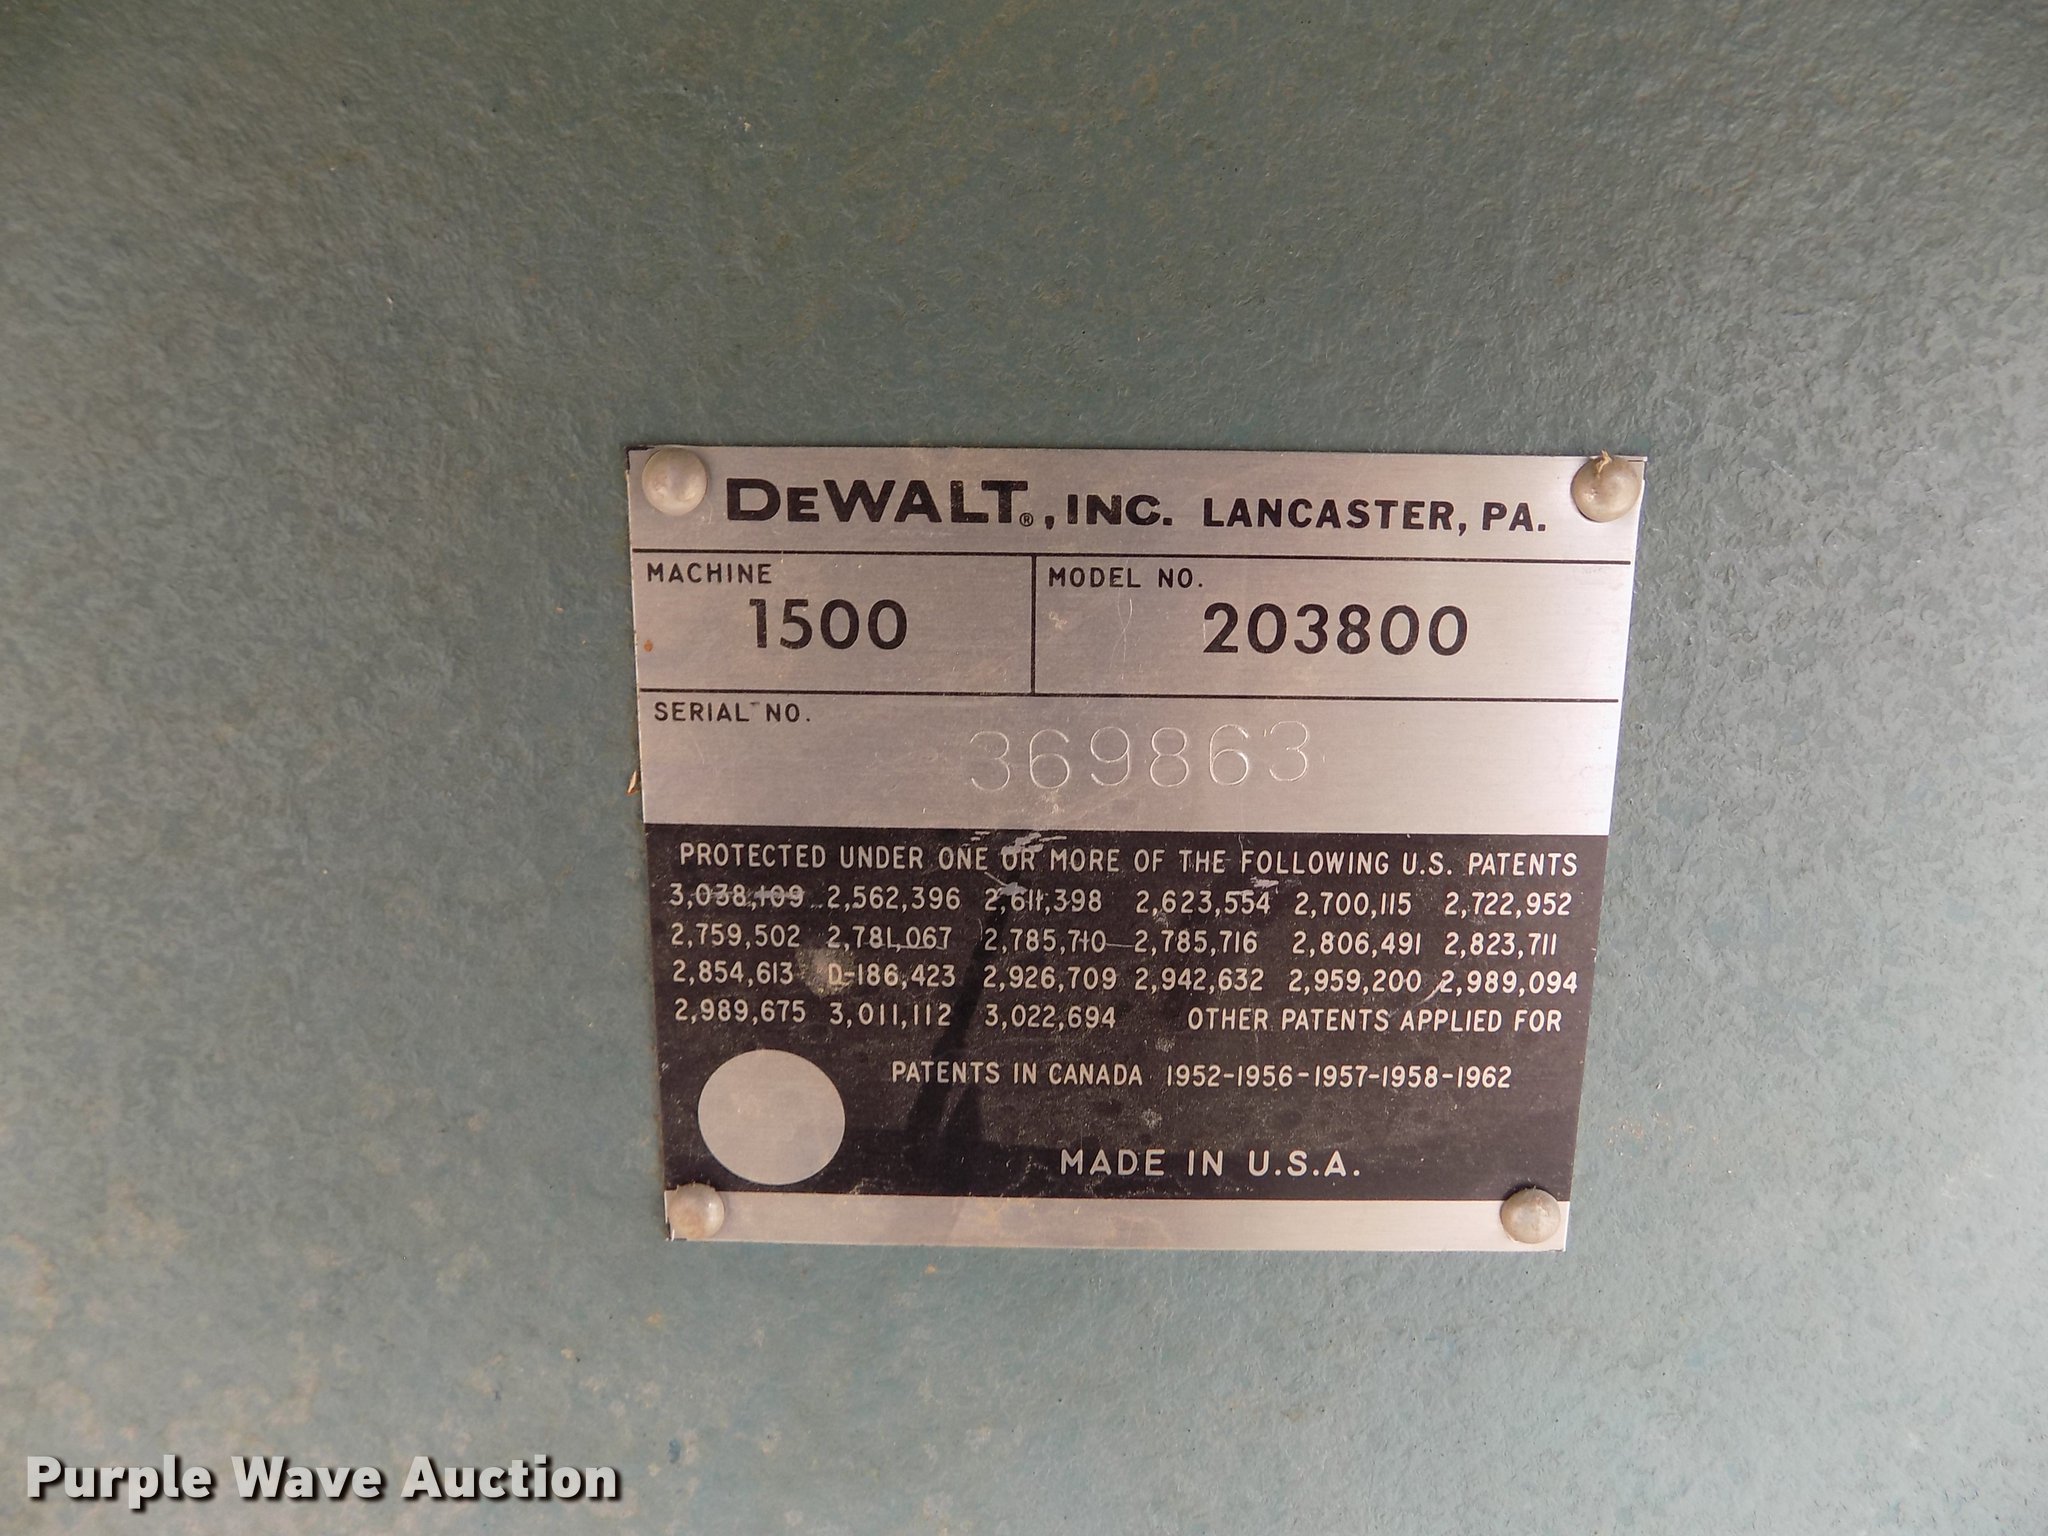 DEWALT®, INC. LANCASTER, PA.
MACHINE
1500
MODEL NO.
203800
SERIAL NO.
369863
PROTECTED UNDER ONE OR MORE OF THE FOLLOWING U.S. PATENTS
3,038,109 2,562,396 2,611,398 2,623,554 2,700,115 2,722,952
2,759,502 2,781,067 2,785,710 2,785,716 2,806,491 2,823,711
2,854,613 D-186,423 2,926,709 2,942,632 2,959,200 2,989,094
2,989,675 3,011,112 3,022,694 OTHER PATENTS APPLIED FOR
PATENTS IN CANADA 1952-1956-1957-1958-1962
MADE IN U.S.A.
Purple Wave Auction